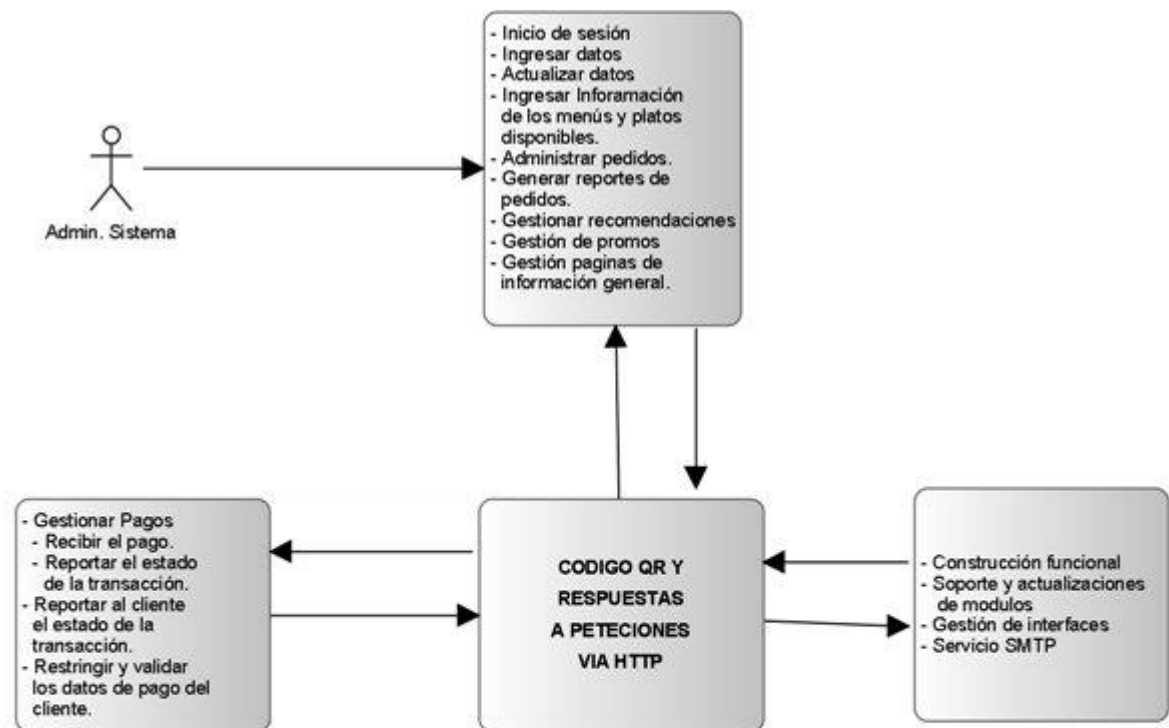 - Inicio de sesión
- Ingresar datos
- Actualizar datos
- Ingresar Inforamación
de los menús y platos
disponibles.
- Administrar pedidos.
- Generar reportes de
pedidos.
- Gestionar recomendaciones
- Gestión de promos
- Gestión paginas de
información general.
Admin. Sistema
- Gestionar Pagos
- Recibir el pago.
- Reportar el estado
de la transacción.
- Reportar al cliente
el estado de la
transacción.
- Restringir y validar
los datos de pago del
cliente.
CODIGO QR Y
RESPUESTAS
A PETECIONES
VIA HTTP
- Construcción funcional
- Soporte y actualizaciones
de modulos
- Gestión de interfaces
- Servicio SMTP